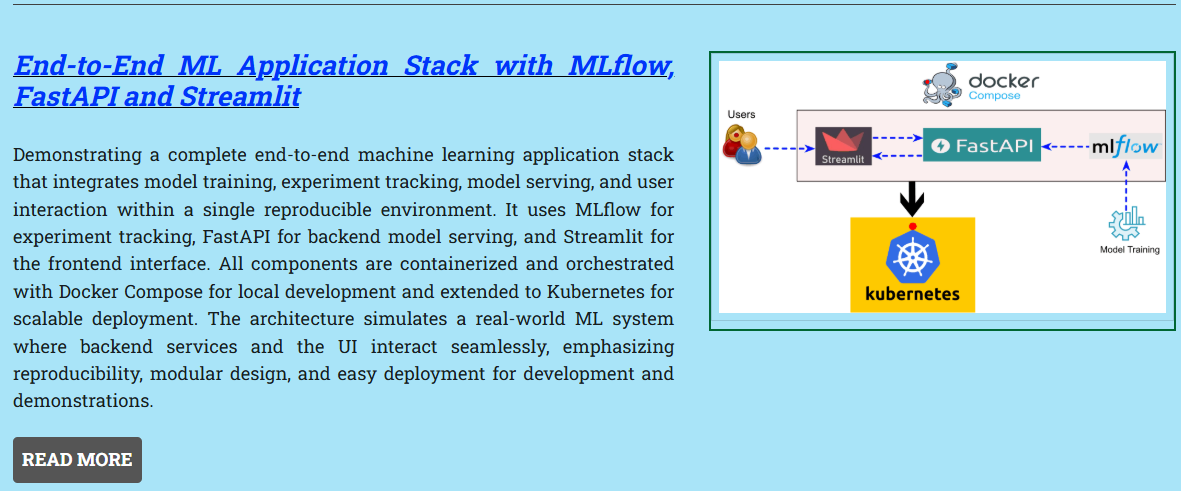 End-to-End ML Application Stack with MLflow,
FastAPI and Streamlit
Demonstrating a complete end-to-end machine learning application stack
that integrates model training, experiment tracking, model serving, and user
interaction within a single reproducible environment. It uses MLflow for
experiment tracking, FastAPI for backend model serving, and Streamlit for
the frontend interface. All components are containerized and orchestrated
with Docker Compose for local development and extended to Kubernetes for
scalable deployment. The architecture simulates a real-world ML system
where backend services and the UI interact seamlessly, emphasizing
reproducibility, modular design, and easy deployment for development and
demonstrations.
READ MORE
docker
Compose
Users
Streamlit
FastAPI
mlflow
Model Training
kubernetes